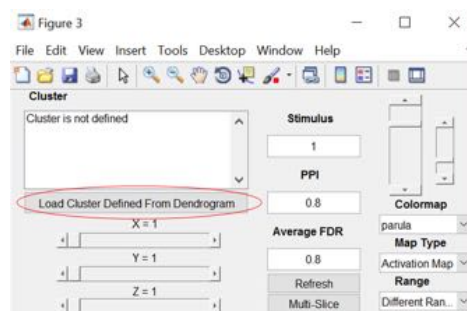 Figure 3
File Edit View Insert Tools Desktop Window Help
Cluster
Cluster is not defined
Load Cluster Defined From Dendrogram
X = 1
Y = 1
Z = 1
Stimulus
1
PPI
0.8
Average FDR
0.8
Refresh
Multi-Slice
Colormap
parula
Map Type
Activation Map
Range
Different Ran...